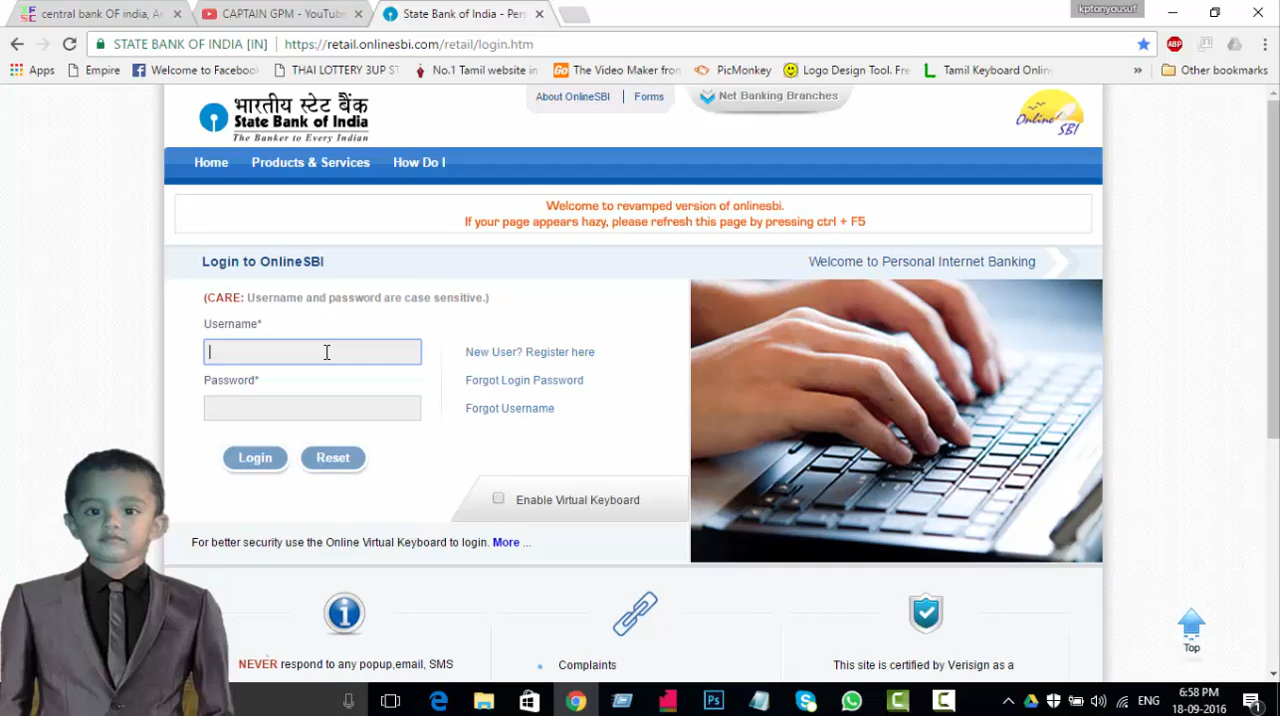 central bank OF india, A
CAPTAIN GPM - YouTube
State Bank of India - Per
kptanyousuf
STATE BANK OF INDIA [IN]
https://retail.onlinesbi.com/retail/login.htm
ABP
Apps
Empire
Welcome to Facebook
THAI LOTTERY 3UP ST
No.1 Tamil website in
Go
The Video Maker from
PicMonkey
Logo Design Tool. Fre
Tamil Keyboard Onlin
Other bookmarks
भारतीय स्टेट बैंक
State Bank of India
The Banker to Every Indian
About OnlineSBI
Forms
Net Banking Branches
Online SBI
Home
Products & Services
How Do I
Welcome to revamped version of onlinesbi.
If your page appears hazy, please refresh this page by pressing ctrl + F5
Login to OnlineSBI
Welcome to Personal Internet Banking
(CARE: Username and password are case sensitive.)
Username*
New User? Register here
Password*
Forgot Login Password
Forgot Username
Login
Reset
Enable Virtual Keyboard
For better security use the Online Virtual Keyboard to login. More ...
NEVER respond to any popup,email, SMS
Complaints
This site is certified by Verisign as a
Top
Ps
ENG
6:58 PM
18-09-2016